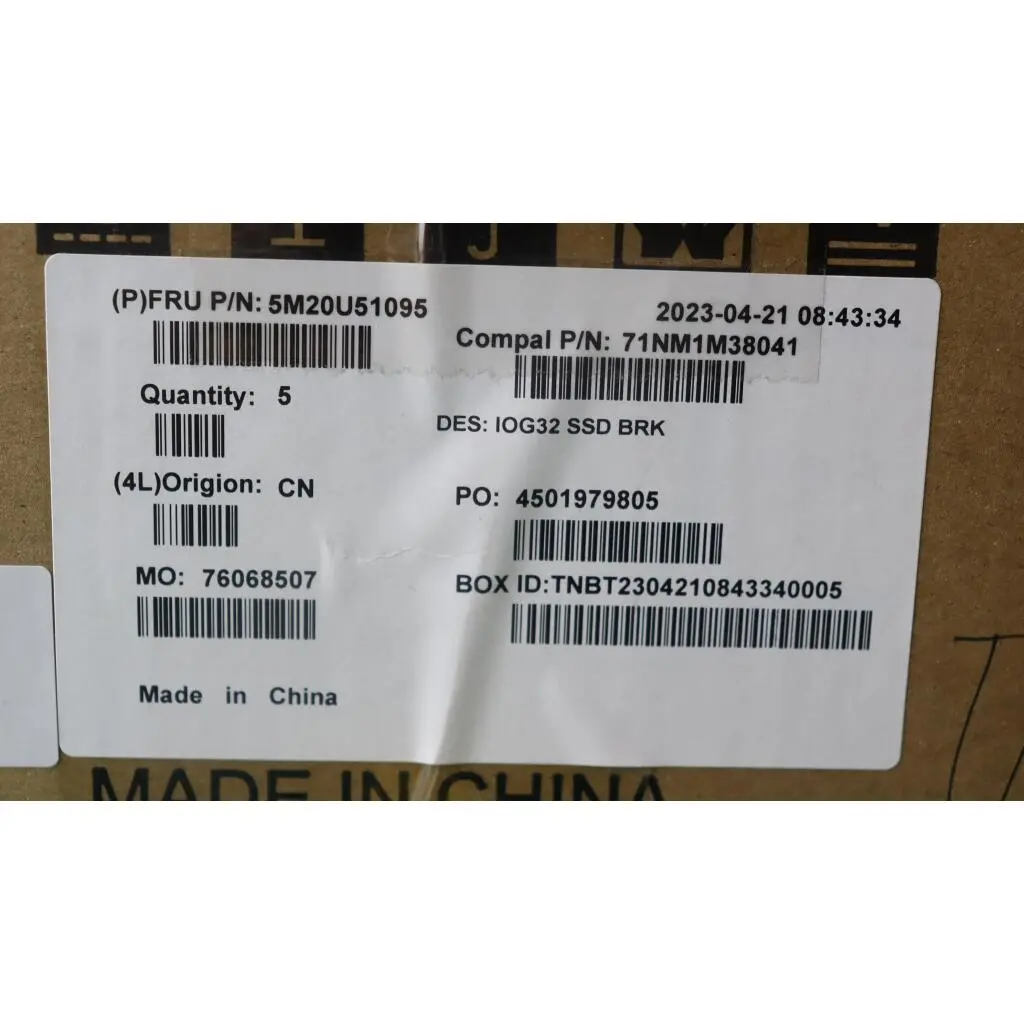 (P)FRU P/N: 5M20U51095
2023-04-21 08:43:34
Compal P/N: 71NM1M38041
Quantity: 5
DES: IOG32 SSD BRK
(4L)Origion: CN
PO: 4501979805
MO: 76068507
BOX ID:TNBT2304210843340005
Made in China
MADE IN CHINA